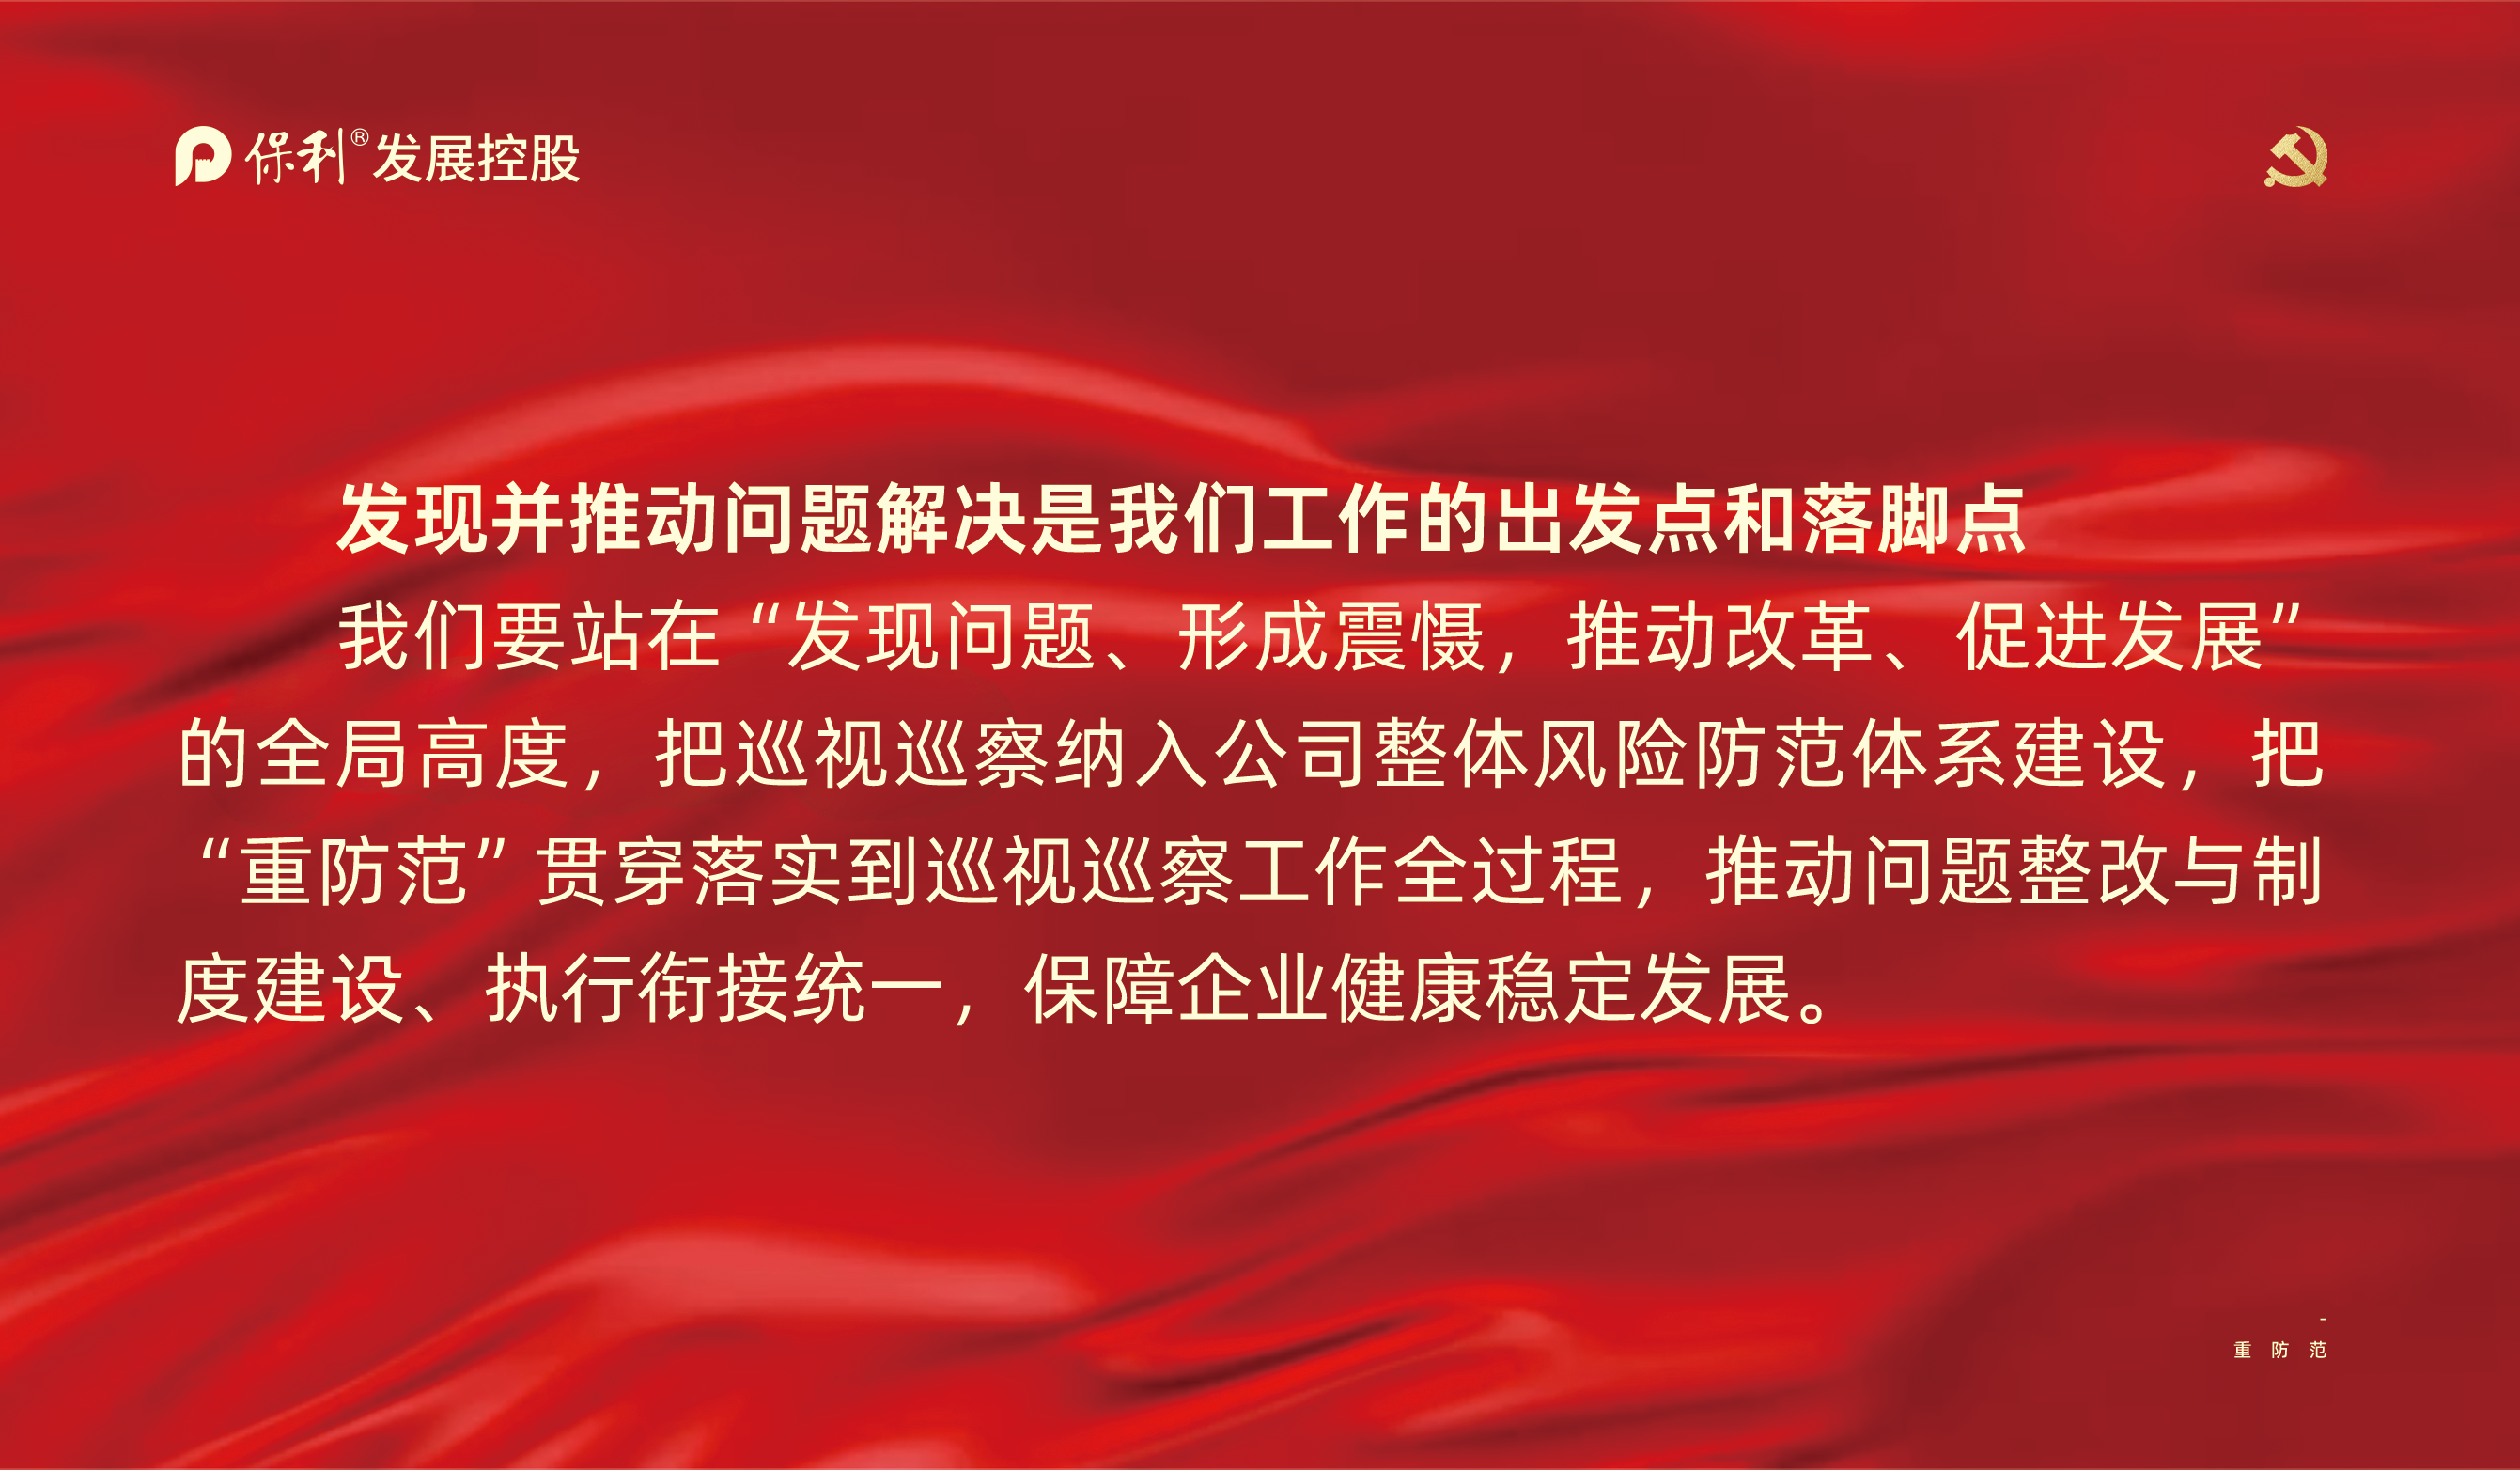 保利®发展控股
发现并推动问题解决是我们工作的出发点和落脚点
我们要站在“发现问题、形成震慑，推动改革、促进发展”
的全局高度，把巡视巡察纳入公司整体风险防范体系建设，把
“重防范”贯穿落实到巡视巡察工作全过程，推动问题整改与制
度建设、执行衔接统一，保障企业健康稳定发展。
-
重防范